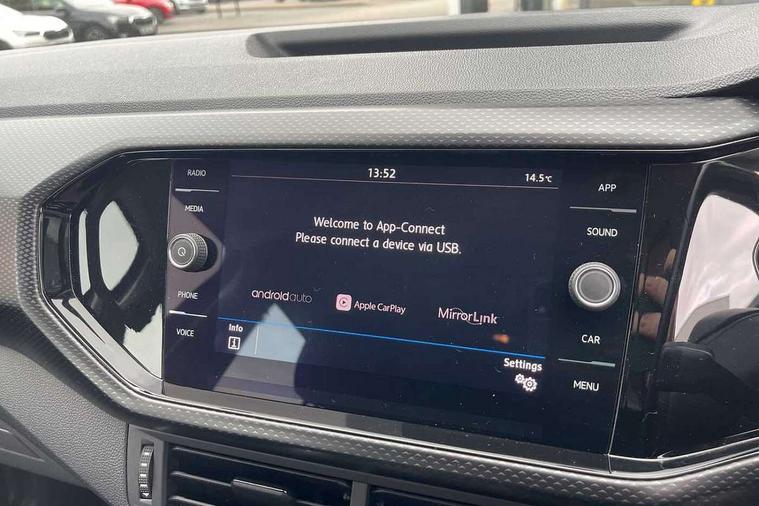 RADIO
MEDIA
PHONE
VOICE
13:52
14.5°C
Welcome to App-Connect
Please connect a device via USB.
androidauto
Apple CarPlay
MirrorLink
Info
i
Settings
APP
SOUND
CAR
MENU